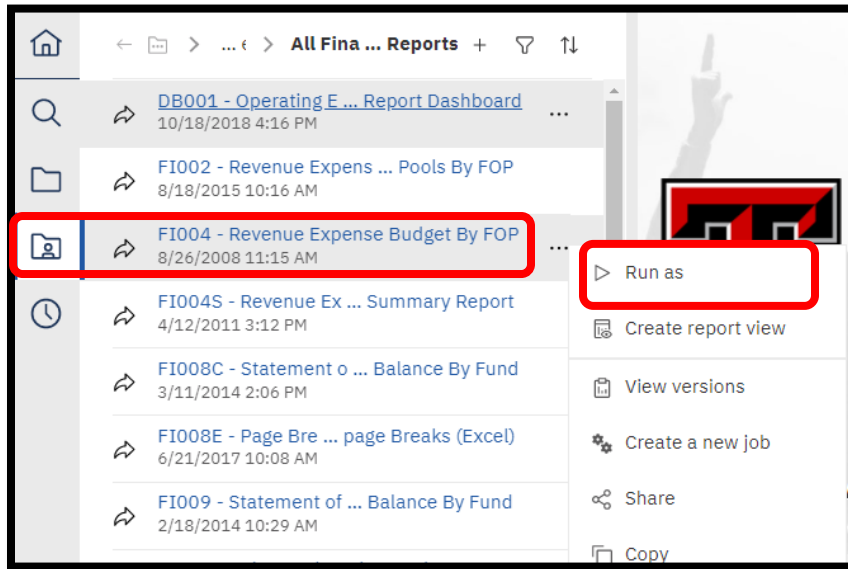 ... € All Fina ... Reports +
DB001 - Operating E ... Report Dashboard
10/18/2018 4:16 PM
FI002 - Revenue Expens ... Pools By FOP
8/18/2015 10:16 AM
FI004 - Revenue Expense Budget By FOP
8/26/2008 11:15 AM
FI004S - Revenue Ex ... Summary Report
4/12/2011 3:12 PM
FI008C - Statement o ... Balance By Fund
3/11/2014 2:06 PM
FI008E - Page Bre ... page Breaks (Excel)
6/21/2017 10:08 AM
FI009 - Statement of ... Balance By Fund
2/18/2014 10:29 AM
Run as
Create report view
View versions
Create a new job
Share
Copy